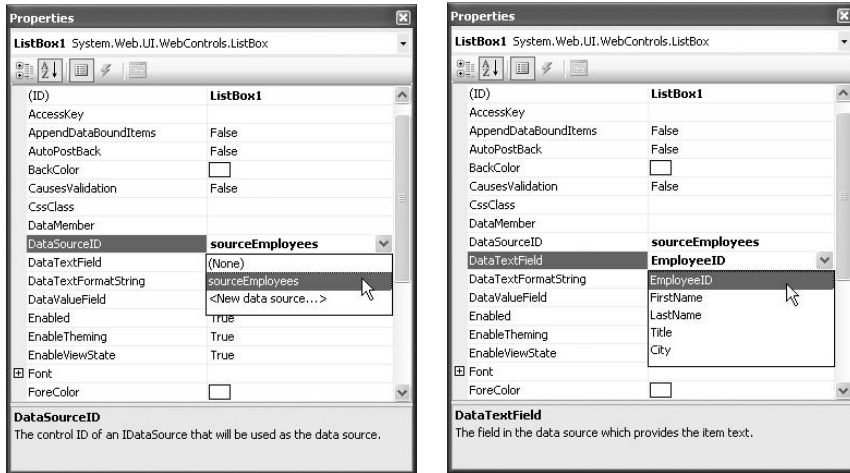 Properties
ListBox1 System.Web.UI.WebControls.ListBox
(ID) ListBox1
AccessKey
AppendDataBoundItems False
AutoPostBack False
BackColor
CausesValidation False
CssClass
DataMember
DataSourceID sourceEmployees
DataTextField (None)
DataTextFormatString sourceEmployees
DataValueField <New data source...>
Enabled True
EnableTheming True
EnableViewState True
Font
ForeColor
DataSourceID
The control ID of an IDataSource that will be used as the data source.
Properties
ListBox1 System.Web.UI.WebControls.ListBox
(ID) ListBox1
AccessKey
AppendDataBoundItems False
AutoPostBack False
BackColor
CausesValidation False
CssClass
DataMember
DataSourceID sourceEmployees
DataTextField EmployeeID
DataTextFormatString EmployeeID
DataValueField FirstName
Enabled LastName
EnableTheming Title
EnableViewState City
Font
ForeColor
DataTextField
The field in the data source which provides the item text.